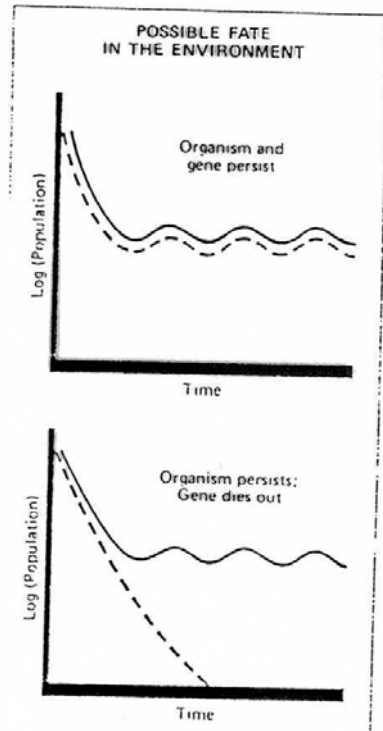 POSSIBLE FATE
IN THE ENVIRONMENT
Organism and
gene persist
Log (Population)
Time
Organism persists;
Gene dies out
Log (Population)
Time